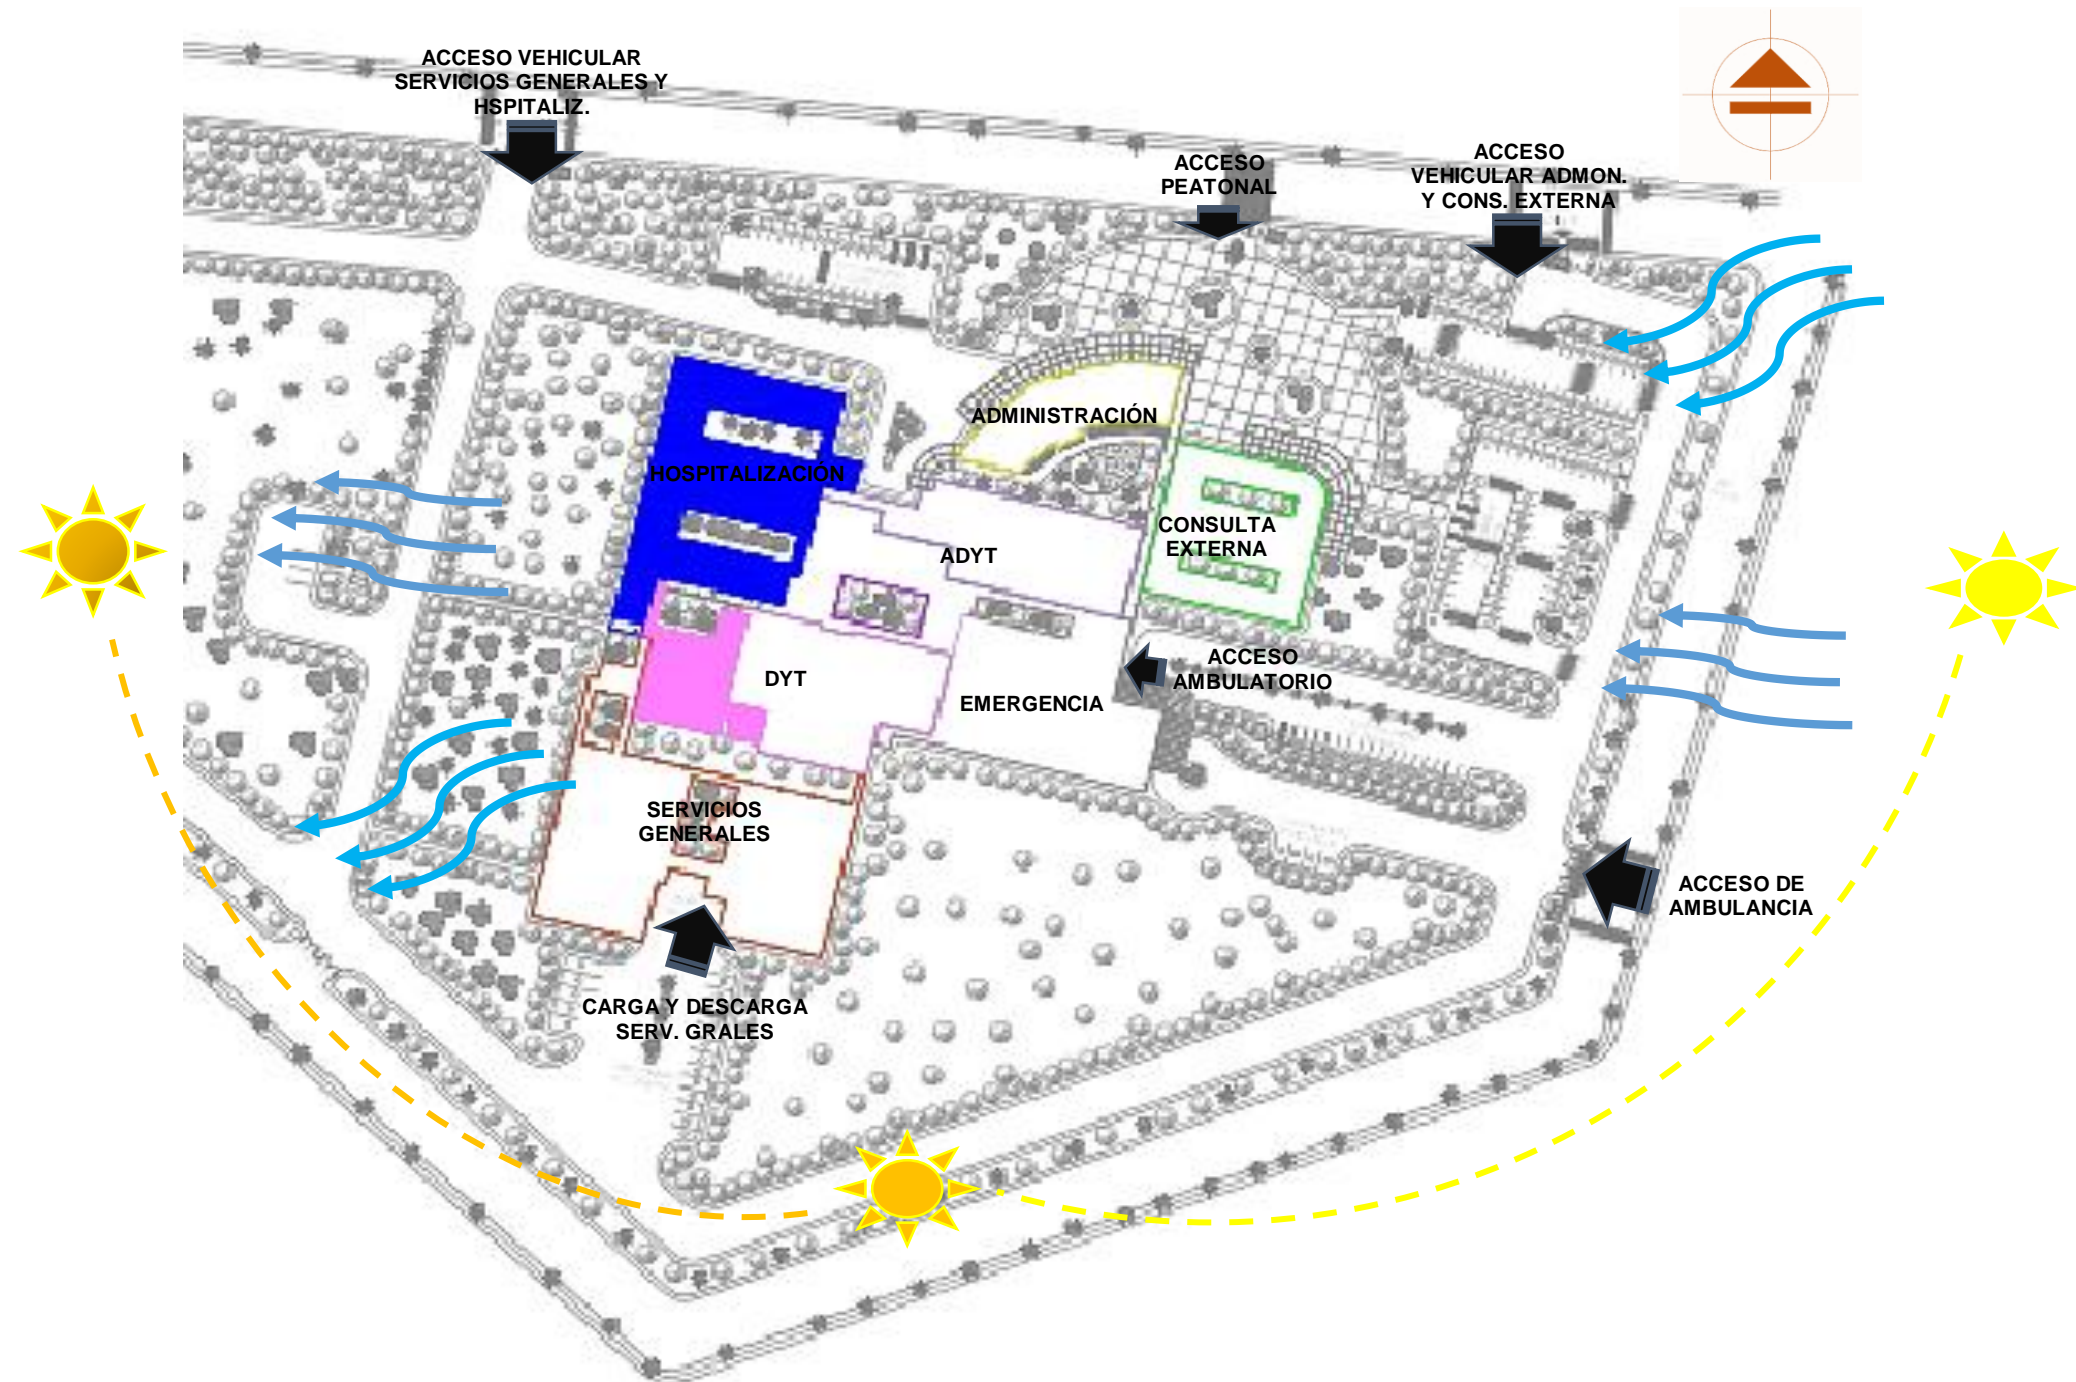 ACCESO VEHICULAR
SERVICIOS GENERALES Y
HSPITALIZ.
ACCESO
PEATONAL
ACCESO
VEHICULAR ADMON.
Y CONS. EXTERNA
ADMINISTRACIÓN
HOSPITALIZACIÓN
CONSULTA
EXTERNA
ADYT
ACCESO
AMBULATORIO
DYT
EMERGENCIA
SERVICIOS
GENERALES
ACCESO DE
AMBULANCIA
CARGA Y DESCARGA
SERV. GRALES